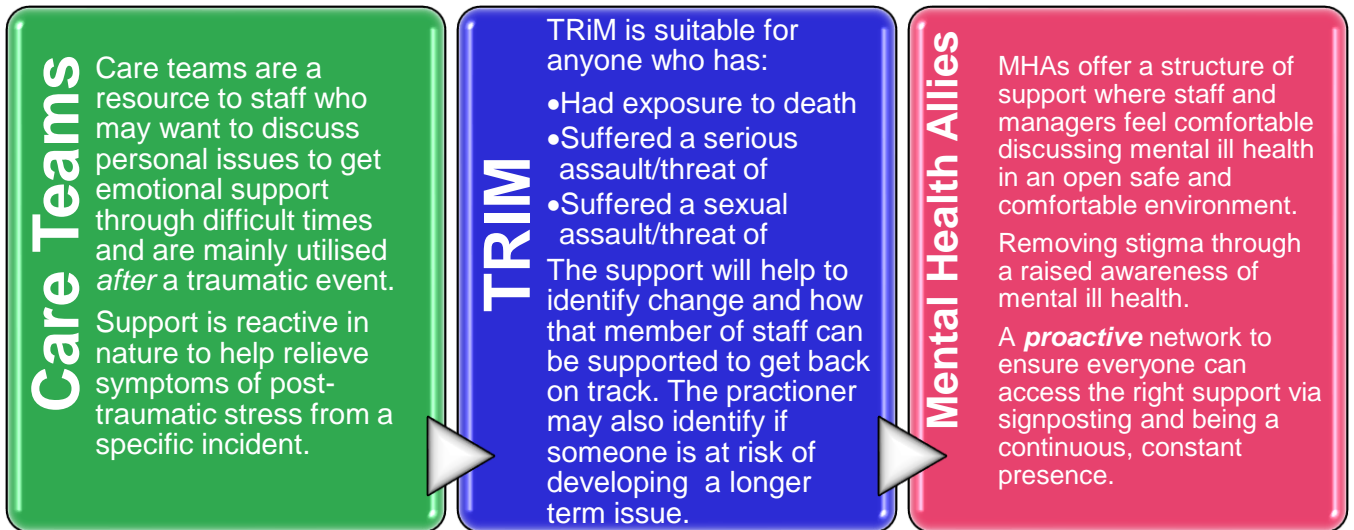 Care Teams
Care teams are a
resource to staff who
may want to discuss
personal issues to get
emotional support
through difficult times
and are mainly utilised
after a traumatic event.
Support is reactive in
nature to help relieve
symptoms of post-
traumatic stress from a
specific incident.
TRiM
TRiM is suitable for
anyone who has:
•Had exposure to death
•Suffered a serious
assault/threat of
•Suffered a sexual
assault/threat of
The support will help to
identify change and how
that member of staff can
be supported to get back
on track. The practioner
may also identify if
someone is at risk of
developing  a longer
term issue.
Mental Health Allies
MHAs offer a structure of
support where staff and
managers feel comfortable
discussing mental ill health
in an open safe and
comfortable environment.
Removing stigma through
a raised awareness of
mental ill health.
A proactive network to
ensure everyone can
access the right support via
signposting and being a
continuous, constant
presence.